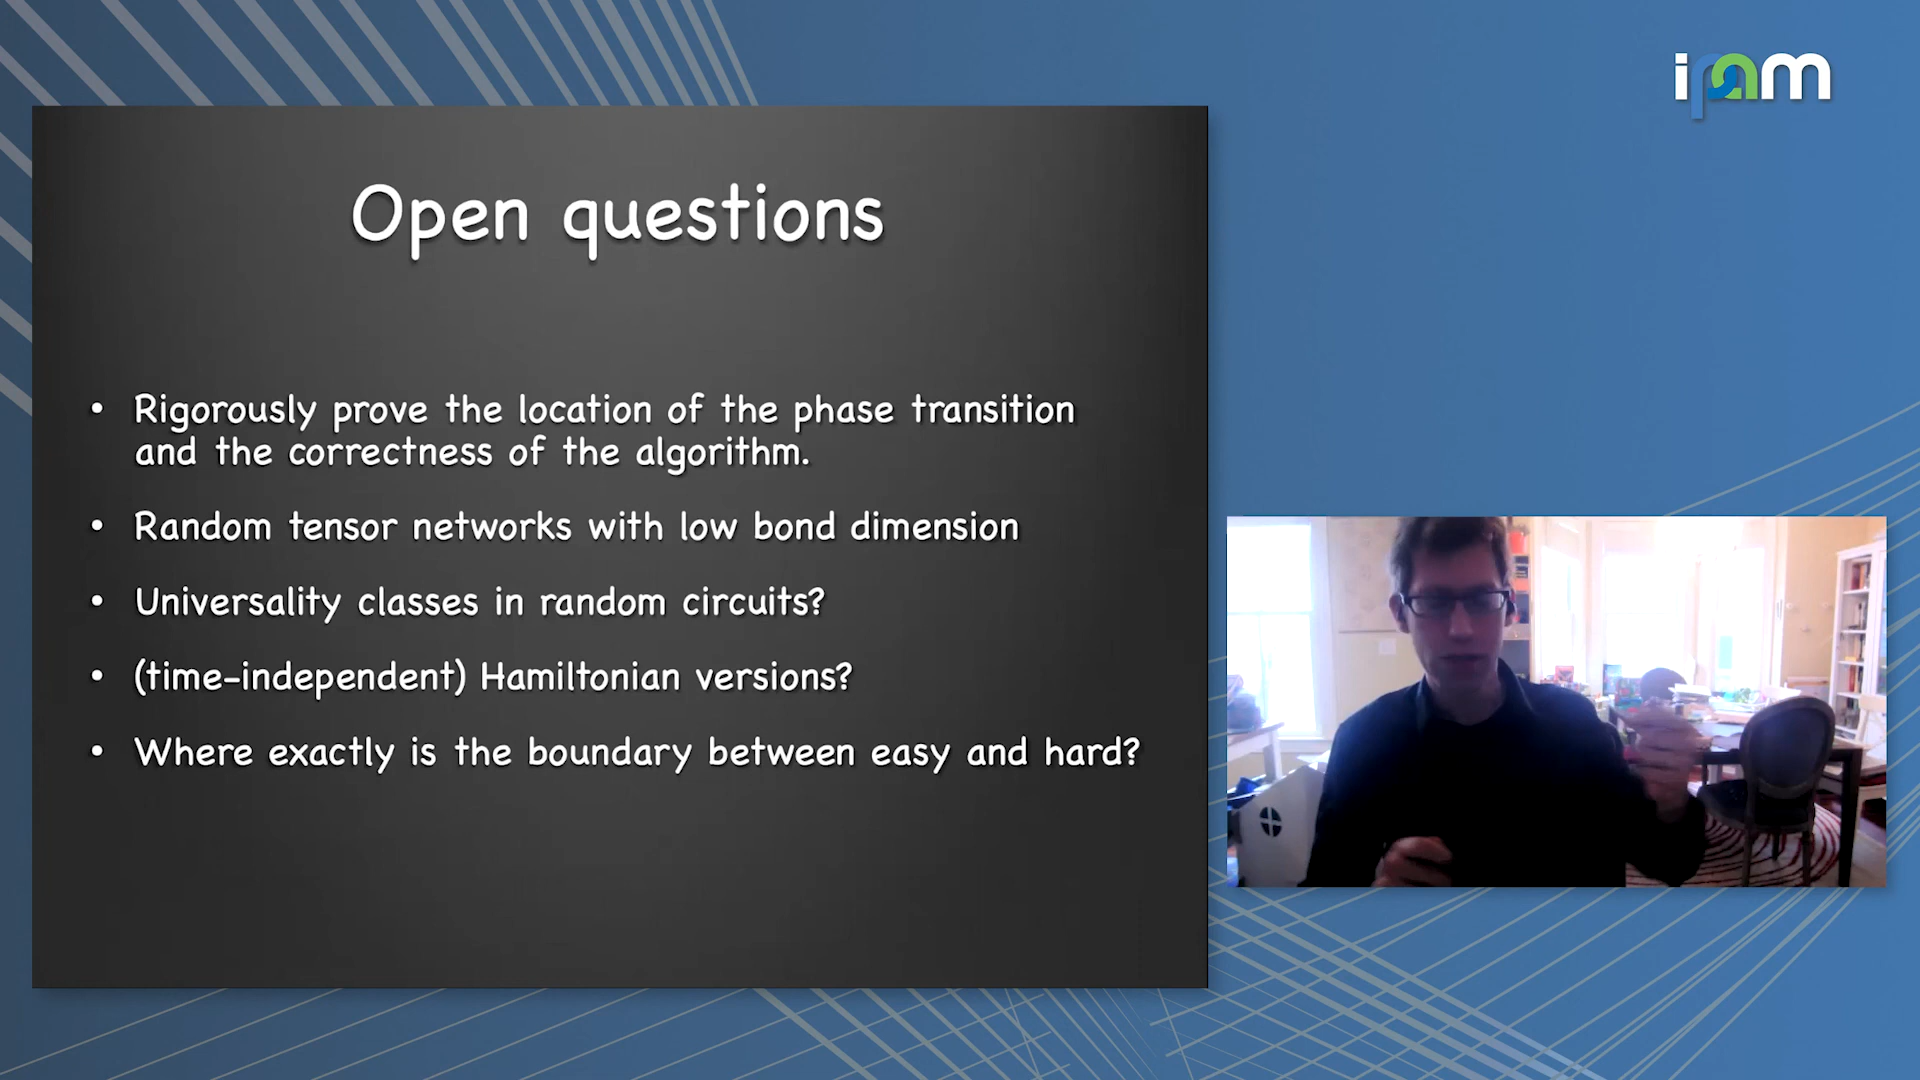 ipam
Open questions
• Rigorously prove the location of the phase transition
and the correctness of the algorithm.
• Random tensor networks with low bond dimension
• Universality classes in random circuits?
• (time-independent) Hamiltonian versions?
• Where exactly is the boundary between easy and hard?